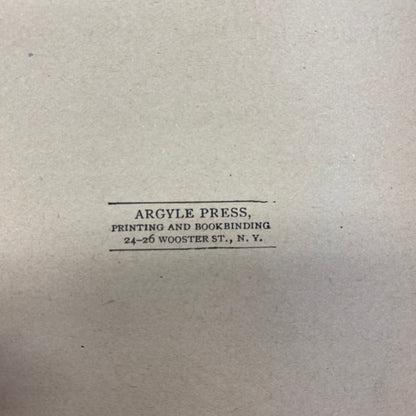 ARGYLE PRESS,
PRINTING AND BOOKBINDING
24-26 WOOSTER ST., N. Y.